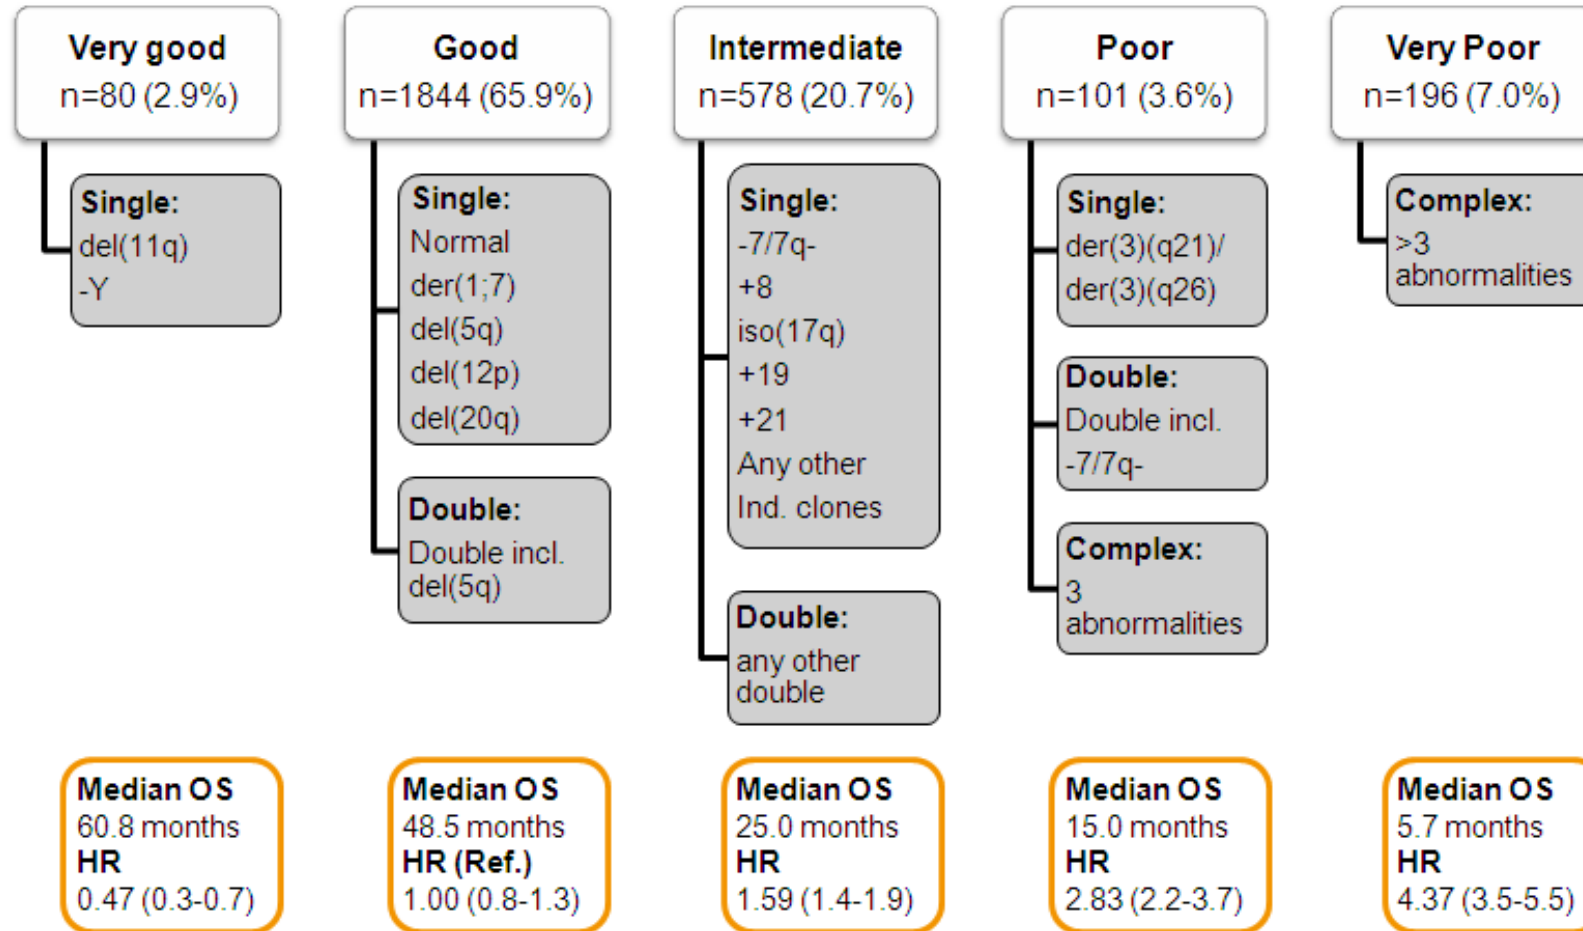 Very good
n=80 (2.9%)
Single:
del(11q)
-Y
Median OS
60.8 months
HR
0.47 (0.3-0.7)
Good
n=1844 (65.9%)
Single:
Normal
der(1;7)
del(5q)
del(12p)
del(20q)
Double:
Double incl.
del(5q)
Median OS
48.5 months
HR (Ref.)
1.00 (0.8-1.3)
Intermediate
n=578 (20.7%)
Single:
-7/7q-
+8
iso(17q)
+19
+21
Any other
Ind. clones
Double:
any other
double
Median OS
25.0 months
HR
1.59 (1.4-1.9)
Poor
n=101 (3.6%)
Single:
der(3)(q21)/
der(3)(q26)
Double:
Double incl.
-7/7q-
Complex:
3
abnormalities
Median OS
15.0 months
HR
2.83 (2.2-3.7)
Very Poor
n=196 (7.0%)
Complex:
>3
abnormalities
Median OS
5.7 months
HR
4.37 (3.5-5.5)